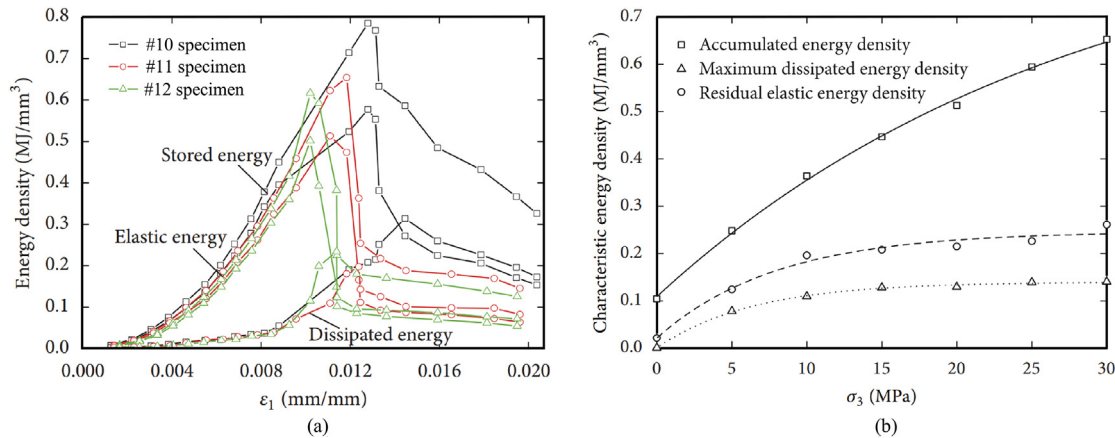 Energy density (MJ/mm³)
0.8
0.7
0.6
0.5
0.4
0.3
0.2
0.1
0.0
#10 specimen
#11 specimen
#12 specimen
Stored energy
Elastic energy
Dissipated energy
0.000 0.004 0.008 0.012 0.016 0.020
ε₁ (mm/mm)
(a)
Characteristic energy density (MJ/mm³)
0.7
0.6
0.5
0.4
0.3
0.2
0.1
0.0
Accumulated energy density
Maximum dissipated energy density
Residual elastic energy density
0 5 10 15 20 25 30
σ₃ (MPa)
(b)